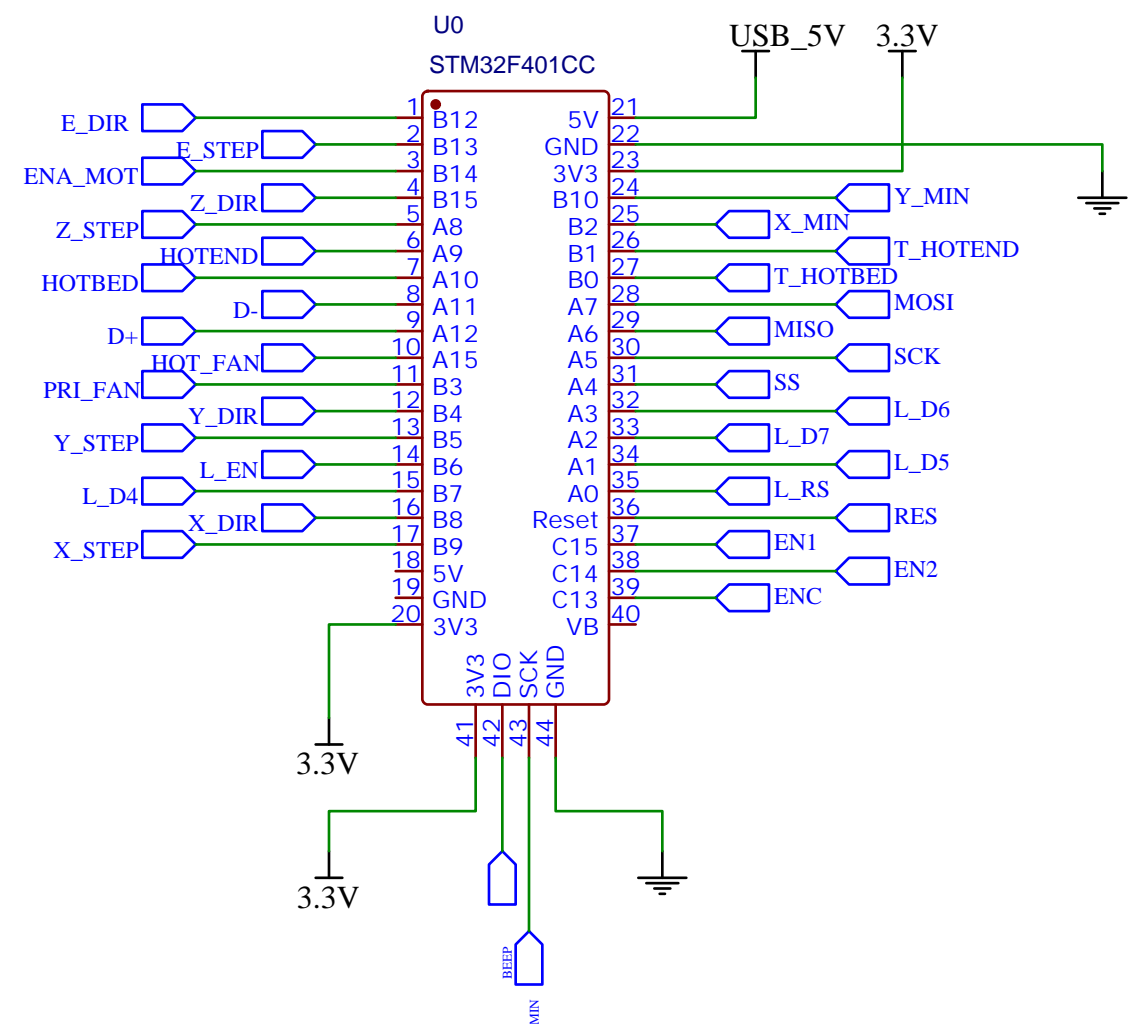 U0
STM32F401CC
USB_5V 3.3V
E_DIR 1 B12
E_STEP 2 B13
ENA_MOT 3 B14
Z_DIR 4 B15
Z_STEP 5 A8
HOTEND 6 A9
HOTBED 7 A10
D- 8 A11
D+ 9 A12
HOT_FAN 10 A15
PRI_FAN 11 B3
Y_DIR 12 B4
Y_STEP 13 B5
L_EN 14 B6
L_D4 15 B7
X_DIR 16 B8
X_STEP 17 B9
18 5V
19 GND
20 3V3
5V 21
GND 22
3V3 23
B10 24 Y_MIN
B2 25 X_MIN
B1 26 T_HOTEND
B0 27 T_HOTBED
A7 28 MOSI
A6 29 MISO
A5 30 SCK
A4 31 SS
A3 32 L_D6
A2 33 L_D7
A1 34 L_D5
A0 35 L_RS
Reset 36 RES
C15 37 EN1
C14 38 EN2
C13 39 ENC
VB 40
3V3 DIO SCK GND
41 42 43 44
3.3V
3.3V
BEEP
MIN